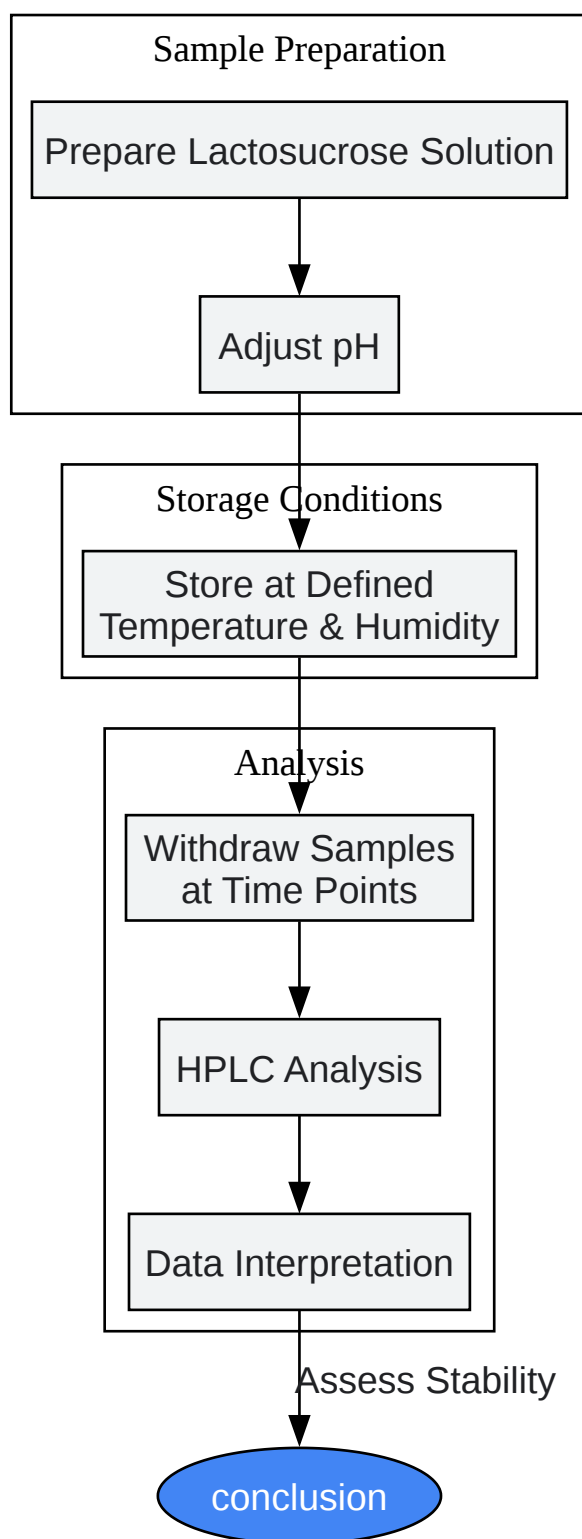 Sample Preparation
Prepare Lactosucrose Solution
Adjust pH
Storage Conditions
Store at Defined
Temperature & Humidity
Analysis
Withdraw Samples
at Time Points
HPLC Analysis
Data Interpretation
Assess Stability
conclusion